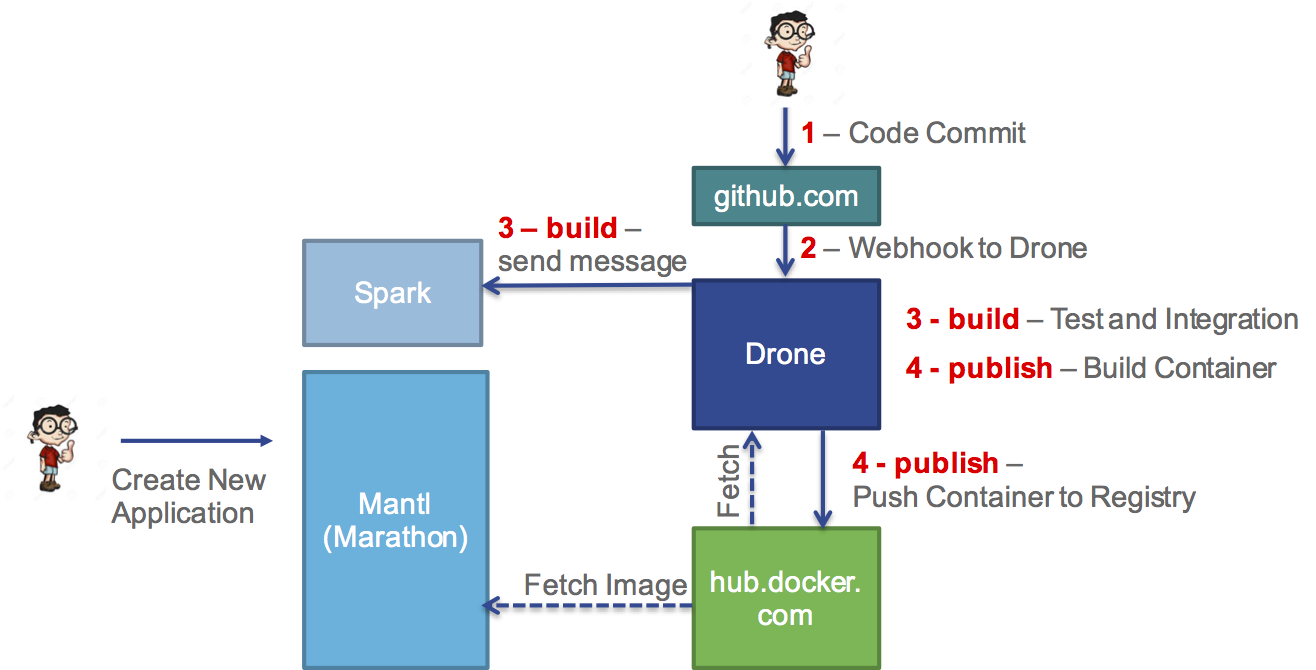 1 – Code Commit
github.com
2 – Webhook to Drone
3 – build –
send message
Spark
Drone
3 - build – Test and Integration
4 - publish – Build Container
Create New
Application
Mantl
(Marathon)
Fetch
4 - publish –
Push Container to Registry
Fetch Image
hub.docker.
com